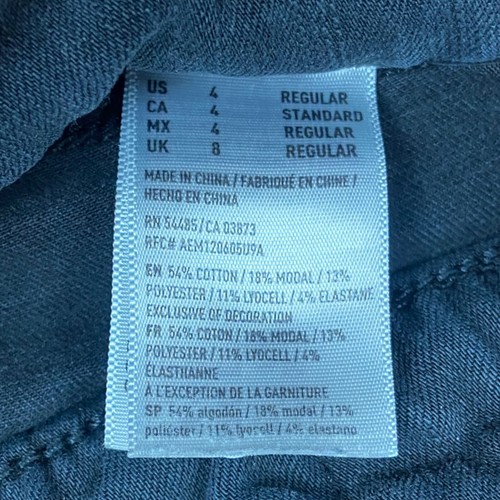 US 4 REGULAR
CA 4 STANDARD
MX 4 REGULAR
UK 8 REGULAR
MADE IN CHINA / FABRIQUÉ EN CHINE /
HECHO EN CHINA
RN 54485/CA 03873
RFC# AEM120605U9A
EN 54% COTTON / 18% MODAL / 13%
POLYESTER / 11% LYOCELL / 4% ELASTANE
EXCLUSIVE OF DECORATION
FR 54% COTON / 18% MODAL / 13%
POLYESTER / 11% LYOCELL / 4%
ÉLASTHANNE
À L'EXCEPTION DE LA GARNITURE
SP 54% algodón / 18% modal / 13%
poliéster / 11% lyocell / 4% elastano